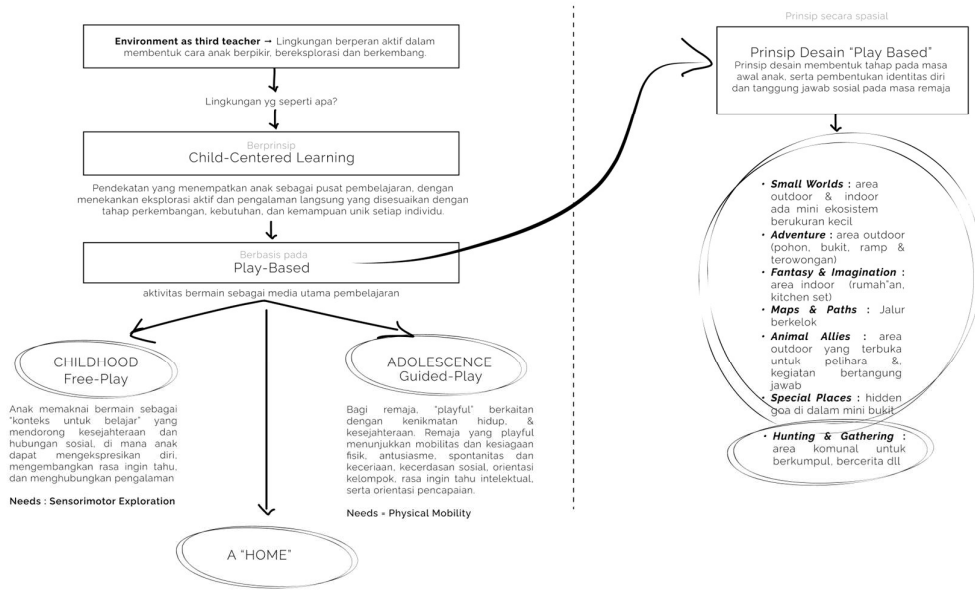 Environment as third teacher → Lingkungan berperan aktif dalam
membentuk cara anak berpikir, bereksplorasi dan berkembang.
Lingkungan yg seperti apa?
Berprinsip
Child-Centered Learning
Pendekatan yang menempatkan anak sebagai pusat pembelajaran, dengan
menekankan eksplorasi aktif dan pengalaman langsung yang disesuaikan dengan
tahap perkembangan, kebutuhan, dan kemampuan unik setiap individu.
Berbasis pada
Play-Based
aktivitas bermain sebagai media utama pembelajaran
CHILDHOOD
Free-Play
Anak memaknai bermain sebagai
"konteks untuk belajar" yang
mendorong kesejahteraan dan
hubungan sosial, di mana anak
dapat mengekspresikan diri,
mengembangkan rasa ingin tahu,
dan menghubungkan pengalaman
Needs : Sensorimotor Exploration
ADOLESCENCE
Guided-Play
Bagi remaja, "playful" berkaitan
dengan kenikmatan hidup, &
kesejahteraan. Remaja yang playful
menunjukkan mobilitas dan kesiagaan
fisik, antusiasme, spontanitas dan
keceriaan, kecerdasan sosial, orientasi
kelompok, rasa ingin tahu intelektual,
serta orientasi pencapaian.
Needs = Physical Mobility
A "HOME"
Prinsip secara spasial
Prinsip Desain "Play Based"
Prinsip desain membentuk tahap pada masa
awal anak, serta pembentukan identitas diri
dan tanggung jawab sosial pada masa remaja
• Small Worlds : area
outdoor & indoor
ada mini ekosistem
berukuran kecil
• Adventure : area outdoor
(pohon, bukit, ramp &
terowongan)
• Fantasy & Imagination :
area indoor (rumah"an,
kitchen set)
• Maps & Paths : Jalur
berkelok
• Animal Allies : area
outdoor yang terbuka
untuk pelihara &,
kegiatan bertangung
jawab
• Special Places : hidden
goa di dalam mini bukit
• Hunting & Gathering :
area komunal untuk
berkumpul, bercerita dll